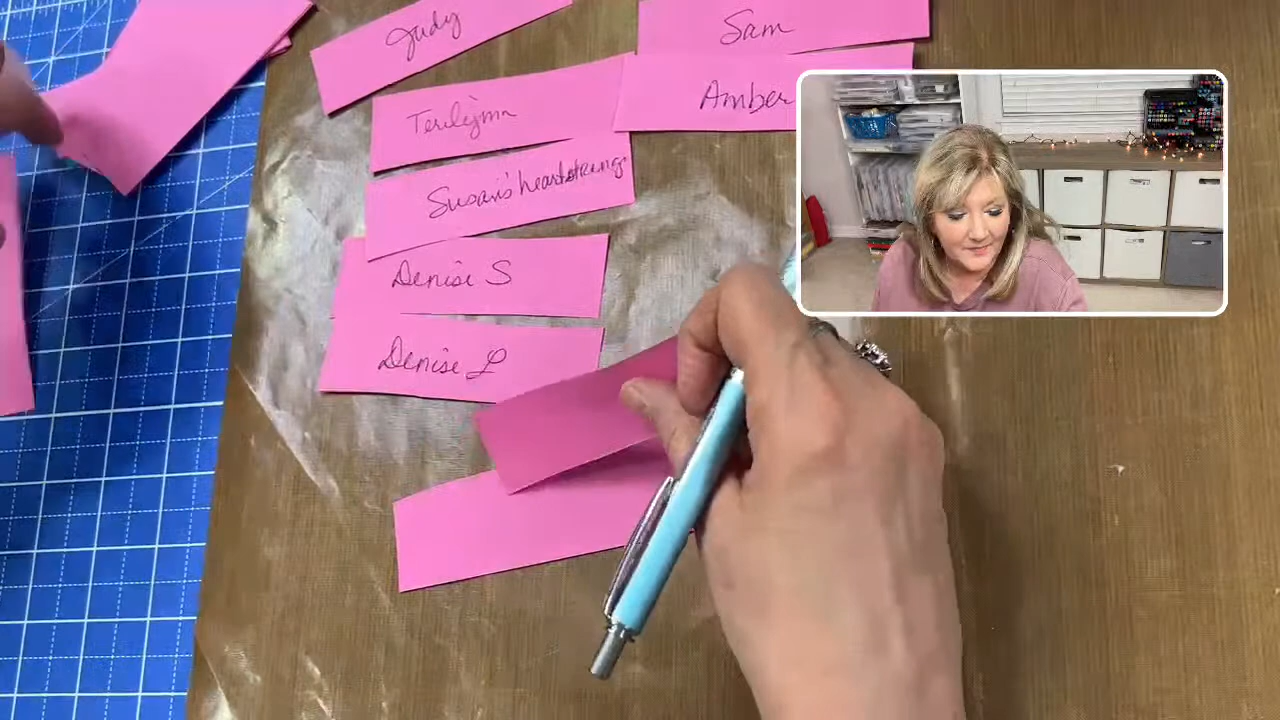 Judy
Sam
Amber
Terilynn
Susan's heartstrings
Denise S
Denise L